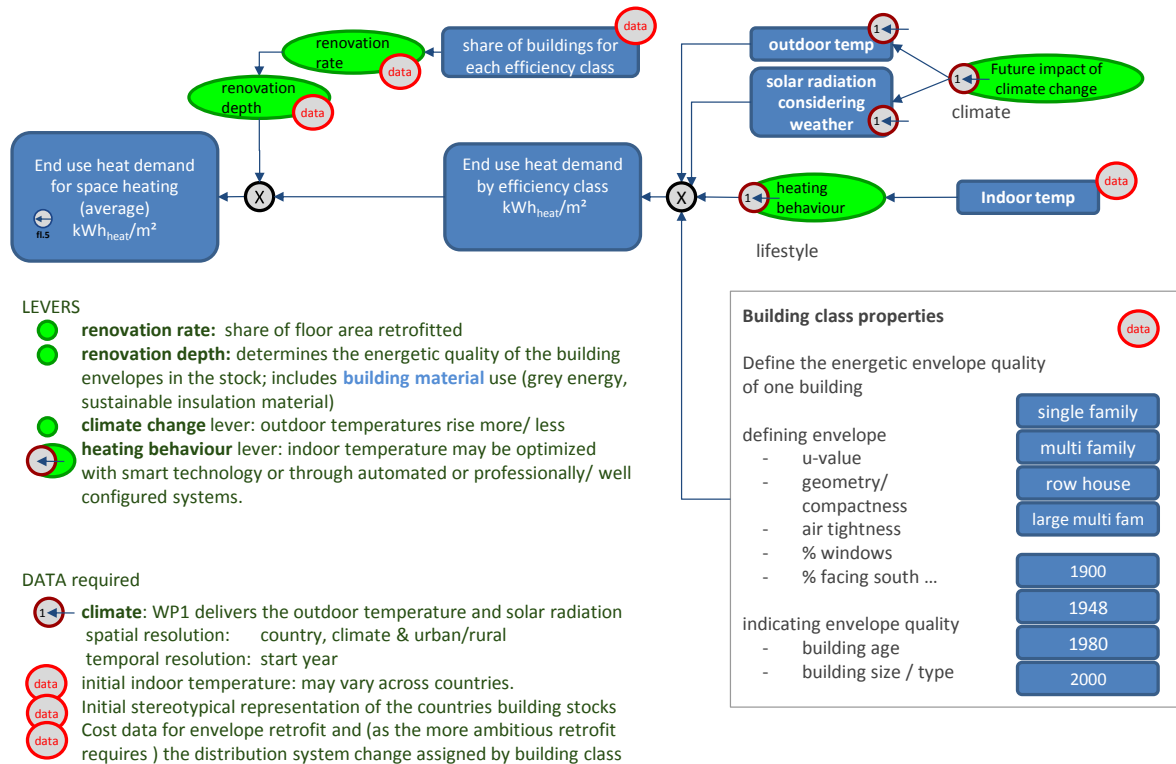 renovation
rate
data
share of buildings for
each efficiency class
data
renovation
depth
data
outdoor temp
1
solar radiation
considering
weather
1
1
Future impact of
climate change
climate
End use heat demand
for space heating
(average)
kWhheat/m²
fl.5
X
End use heat demand
by efficiency class
kWhheat/m²
X
1
heating
behaviour
Indoor temp
data
lifestyle
LEVERS
renovation rate: share of floor area retrofitted
renovation depth: determines the energetic quality of the building
envelopes in the stock; includes building material use (grey energy,
sustainable insulation material)
climate change lever: outdoor temperatures rise more/ less
heating behaviour lever: indoor temperature may be optimized
with smart technology or through automated or professionally/ well
configured systems.
DATA required
1
climate: WP1 delivers the outdoor temperature and solar radiation
spatial resolution: country, climate & urban/rural
temporal resolution: start year
data
initial indoor temperature: may vary across countries.
data
Initial stereotypical representation of the countries building stocks
data
Cost data for envelope retrofit and (as the more ambitious retrofit
requires ) the distribution system change assigned by building class
Building class properties
data
Define the energetic envelope quality
of one building
defining envelope
- u-value
- geometry/
compactness
- air tightness
- % windows
- % facing south ...
indicating envelope quality
- building age
- building size / type
single family
multi family
row house
large multi fam
1900
1948
1980
2000